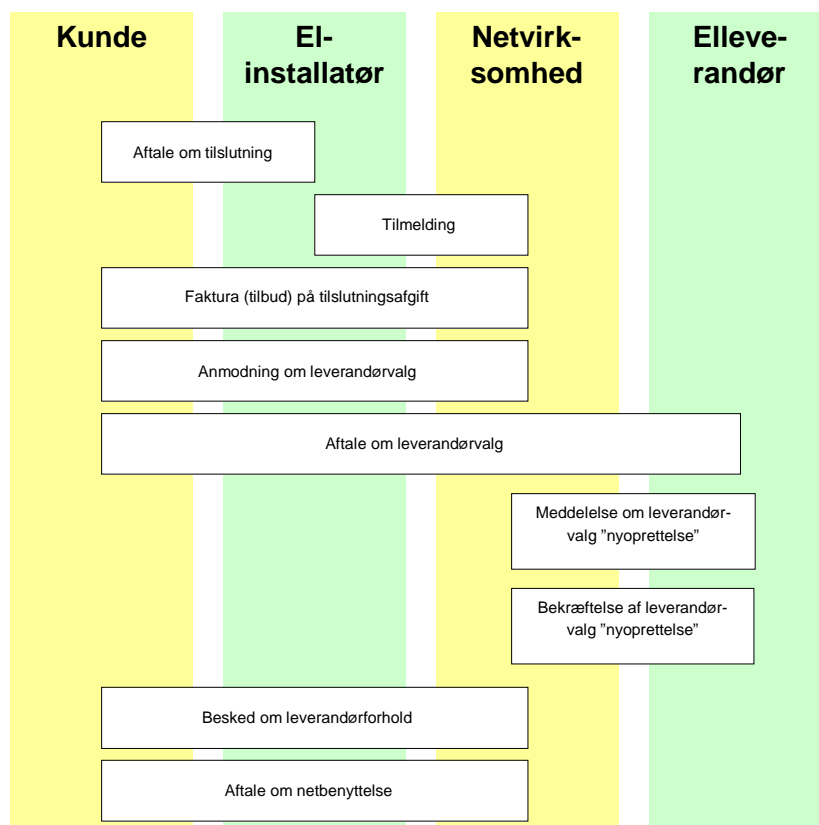 Kunde
El-
installatør
Netvirk-
somhed
Elleve-
randør
Aftale om tilslutning
Tilmelding
Faktura (tilbud) på tilslutningsafgift
Anmodning om leverandørvalg
Aftale om leverandørvalg
Meddelelse om leverandør-
valg ”nyoprettelse”
Bekræftelse af leverandør-
valg ”nyoprettelse”
Besked om leverandørforhold
Aftale om netbenyttelse